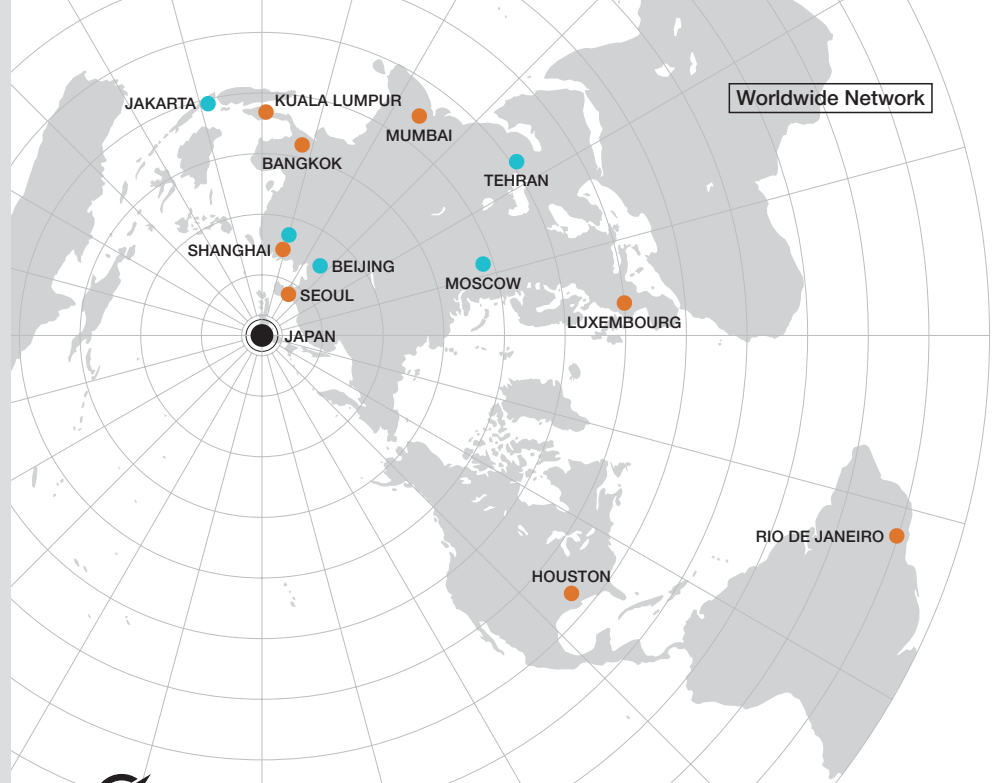 Worldwide Network
JAKARTA
KUALA LUMPUR
MUMBAI
BANGKOK
TEHRAN
SHANGHAI
BEIJING
MOSCOW
SEOUL
LUXEMBOURG
JAPAN
RIO DE JANEIRO
HOUSTON